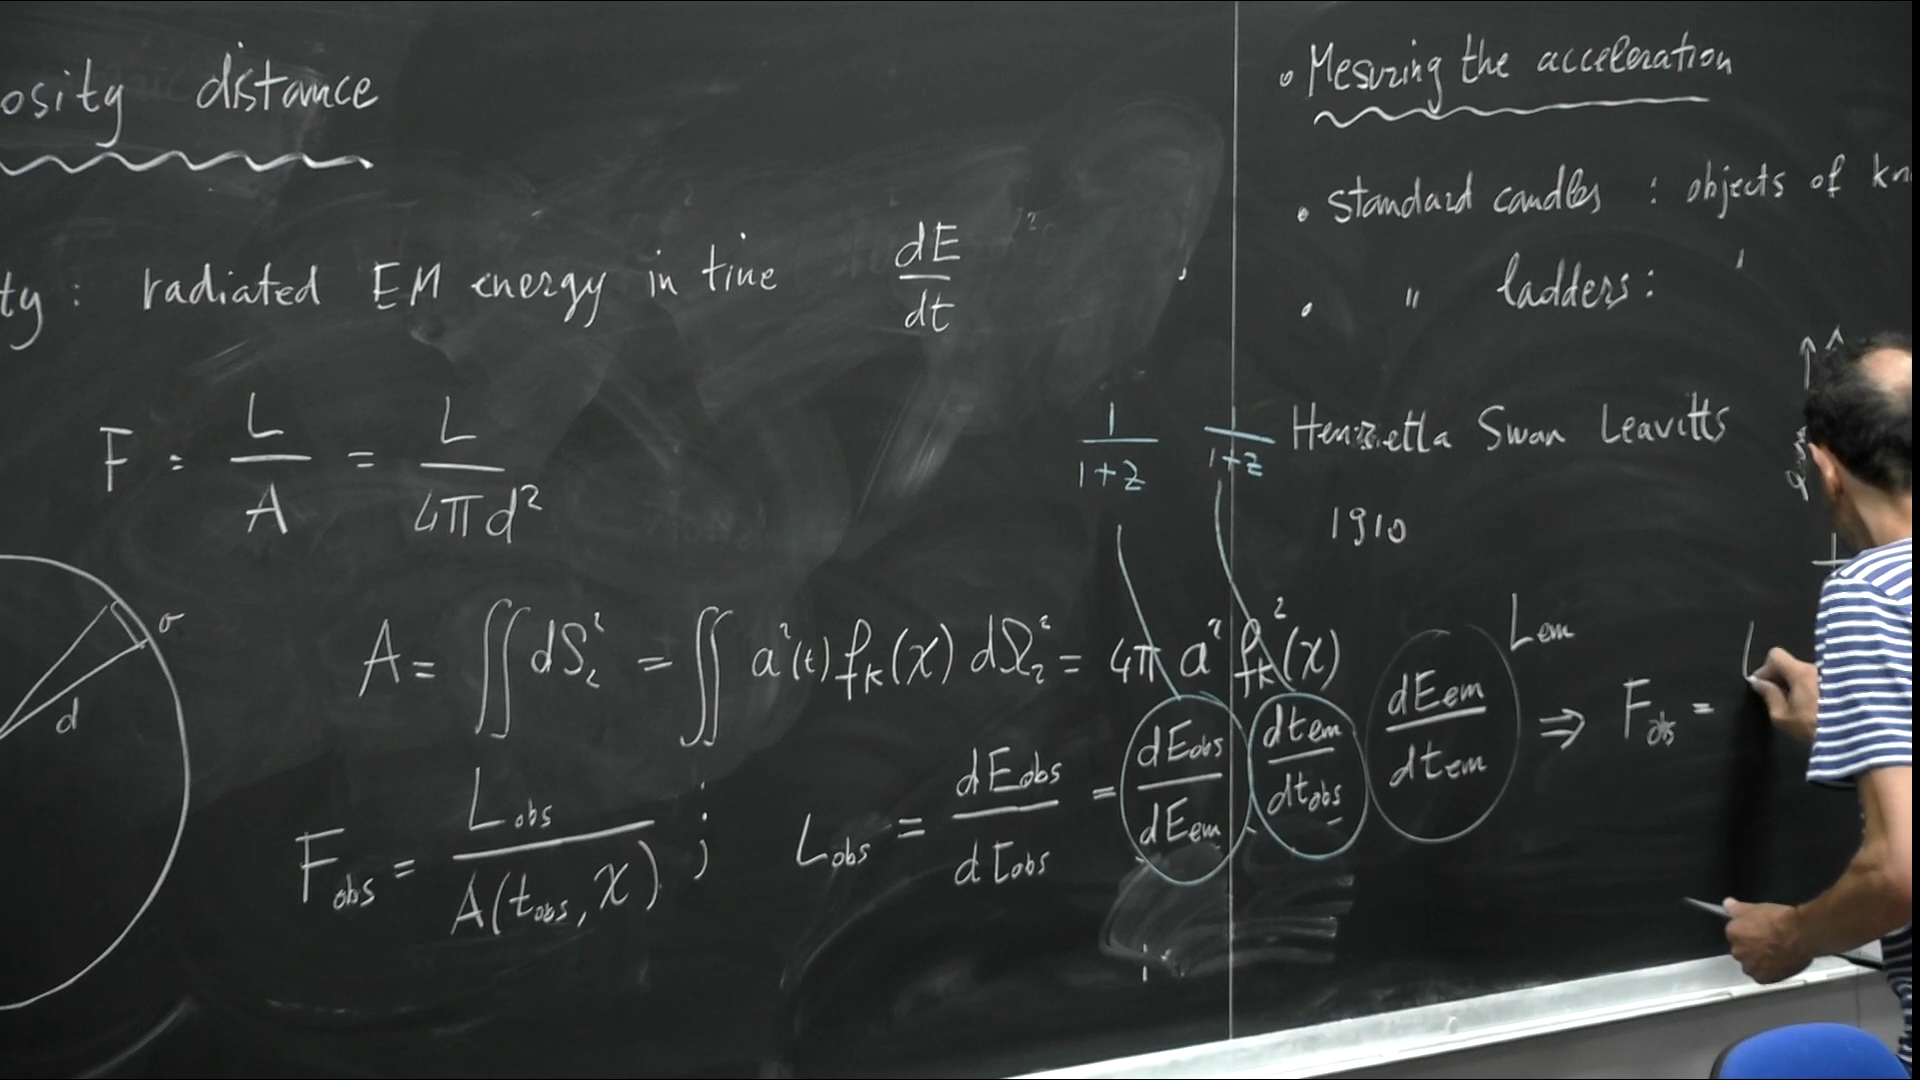 osity distance
ty : radiated EM energy in time dE/dt
F = L/A = L/4πd²
σ
d
A = ∬ dS₂² = ∬ a²(t) f_k²(χ) dΩ₂² = 4π a² f_k²(χ)
1/1+z 1/1+z
F_obs = L_obs/A(t_obs, χ) ; L_obs = dE_obs/dt_obs = dE_obs/dE_em dt_em/dt_obs dE_em/dt_em ⇒ F_obs = L
L_em
• Mesuring the acceleration
• standard candles : objects of kn
• " ladders :
Henrietta Swan Leavitts
1910